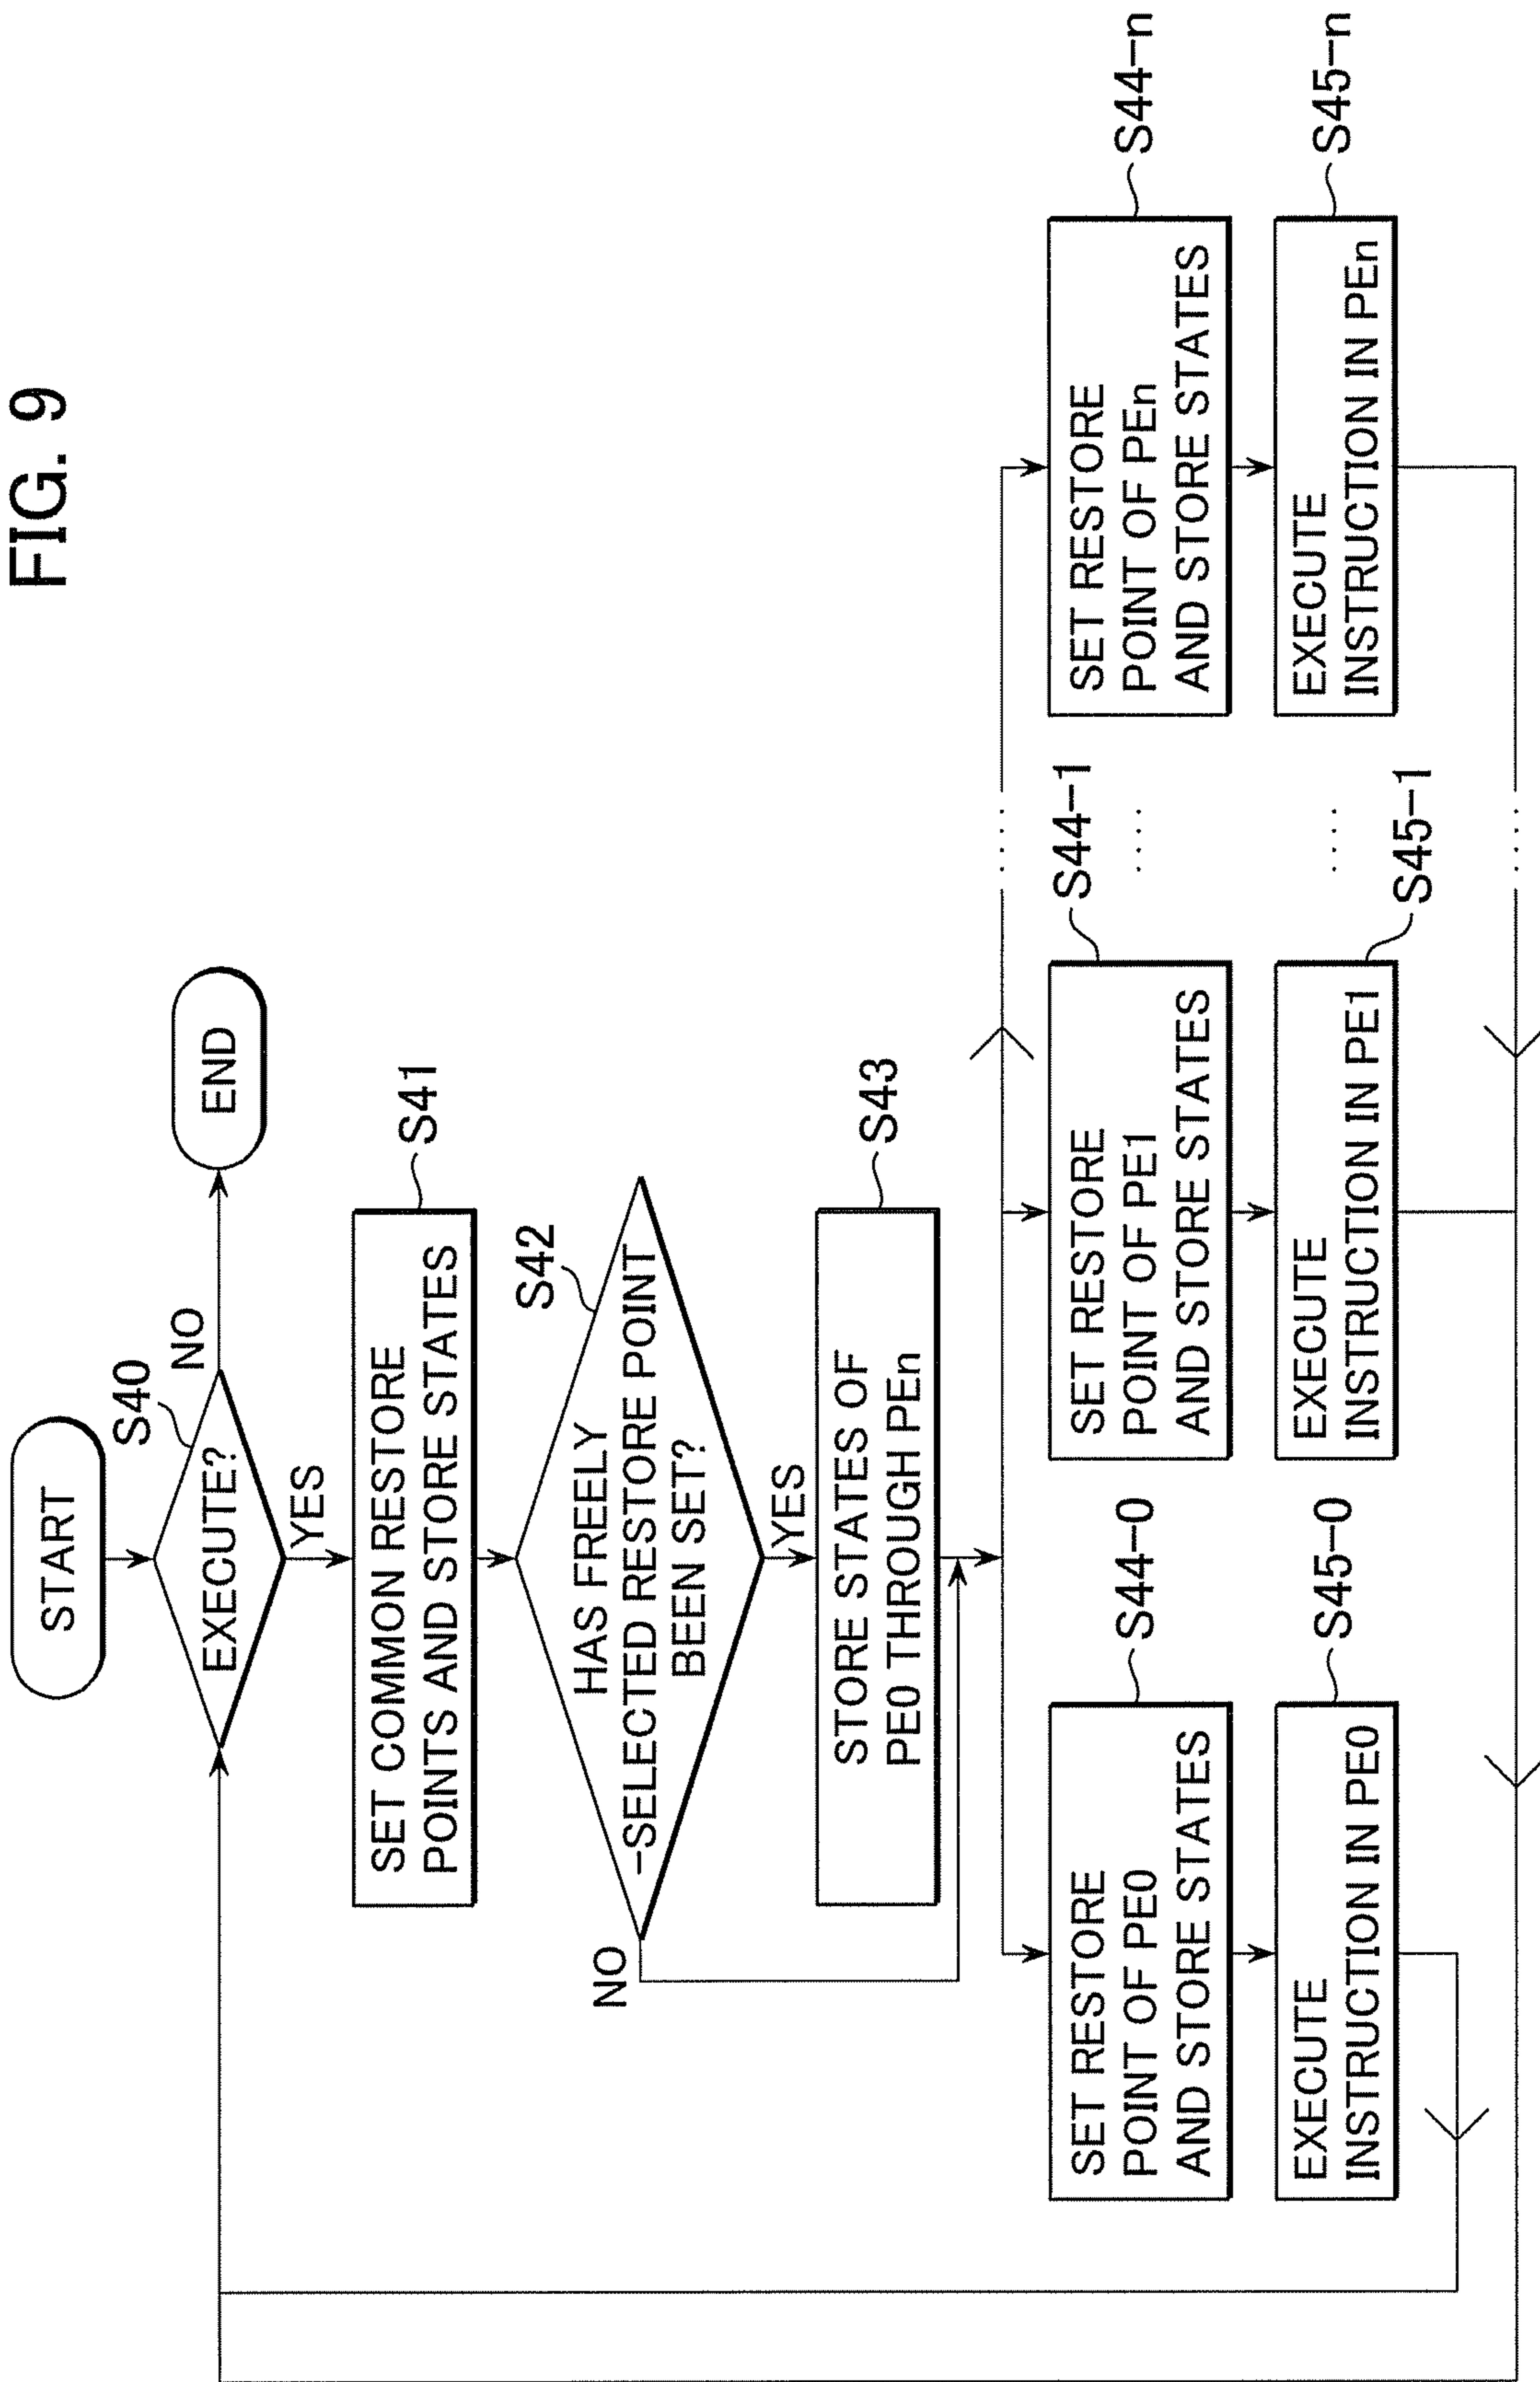 FIG. 9
START
S40
EXECUTE?
NO
END
YES
SET COMMON RESTORE
POINTS AND STORE STATES
S41
S42
HAS FREELY
-SELECTED RESTORE POINT
BEEN SET?
NO
YES
STORE STATES OF
PE0 THROUGH PEn
S43
SET RESTORE
POINT OF PE0
AND STORE STATES
S44-0
SET RESTORE
POINT OF PE1
AND STORE STATES
S44-1
....
....
SET RESTORE
POINT OF PEn
AND STORE STATES
S44-n
EXECUTE
INSTRUCTION IN PE0
S45-0
EXECUTE
INSTRUCTION IN PE1
S45-1
....
....
EXECUTE
INSTRUCTION IN PEn
S45-n